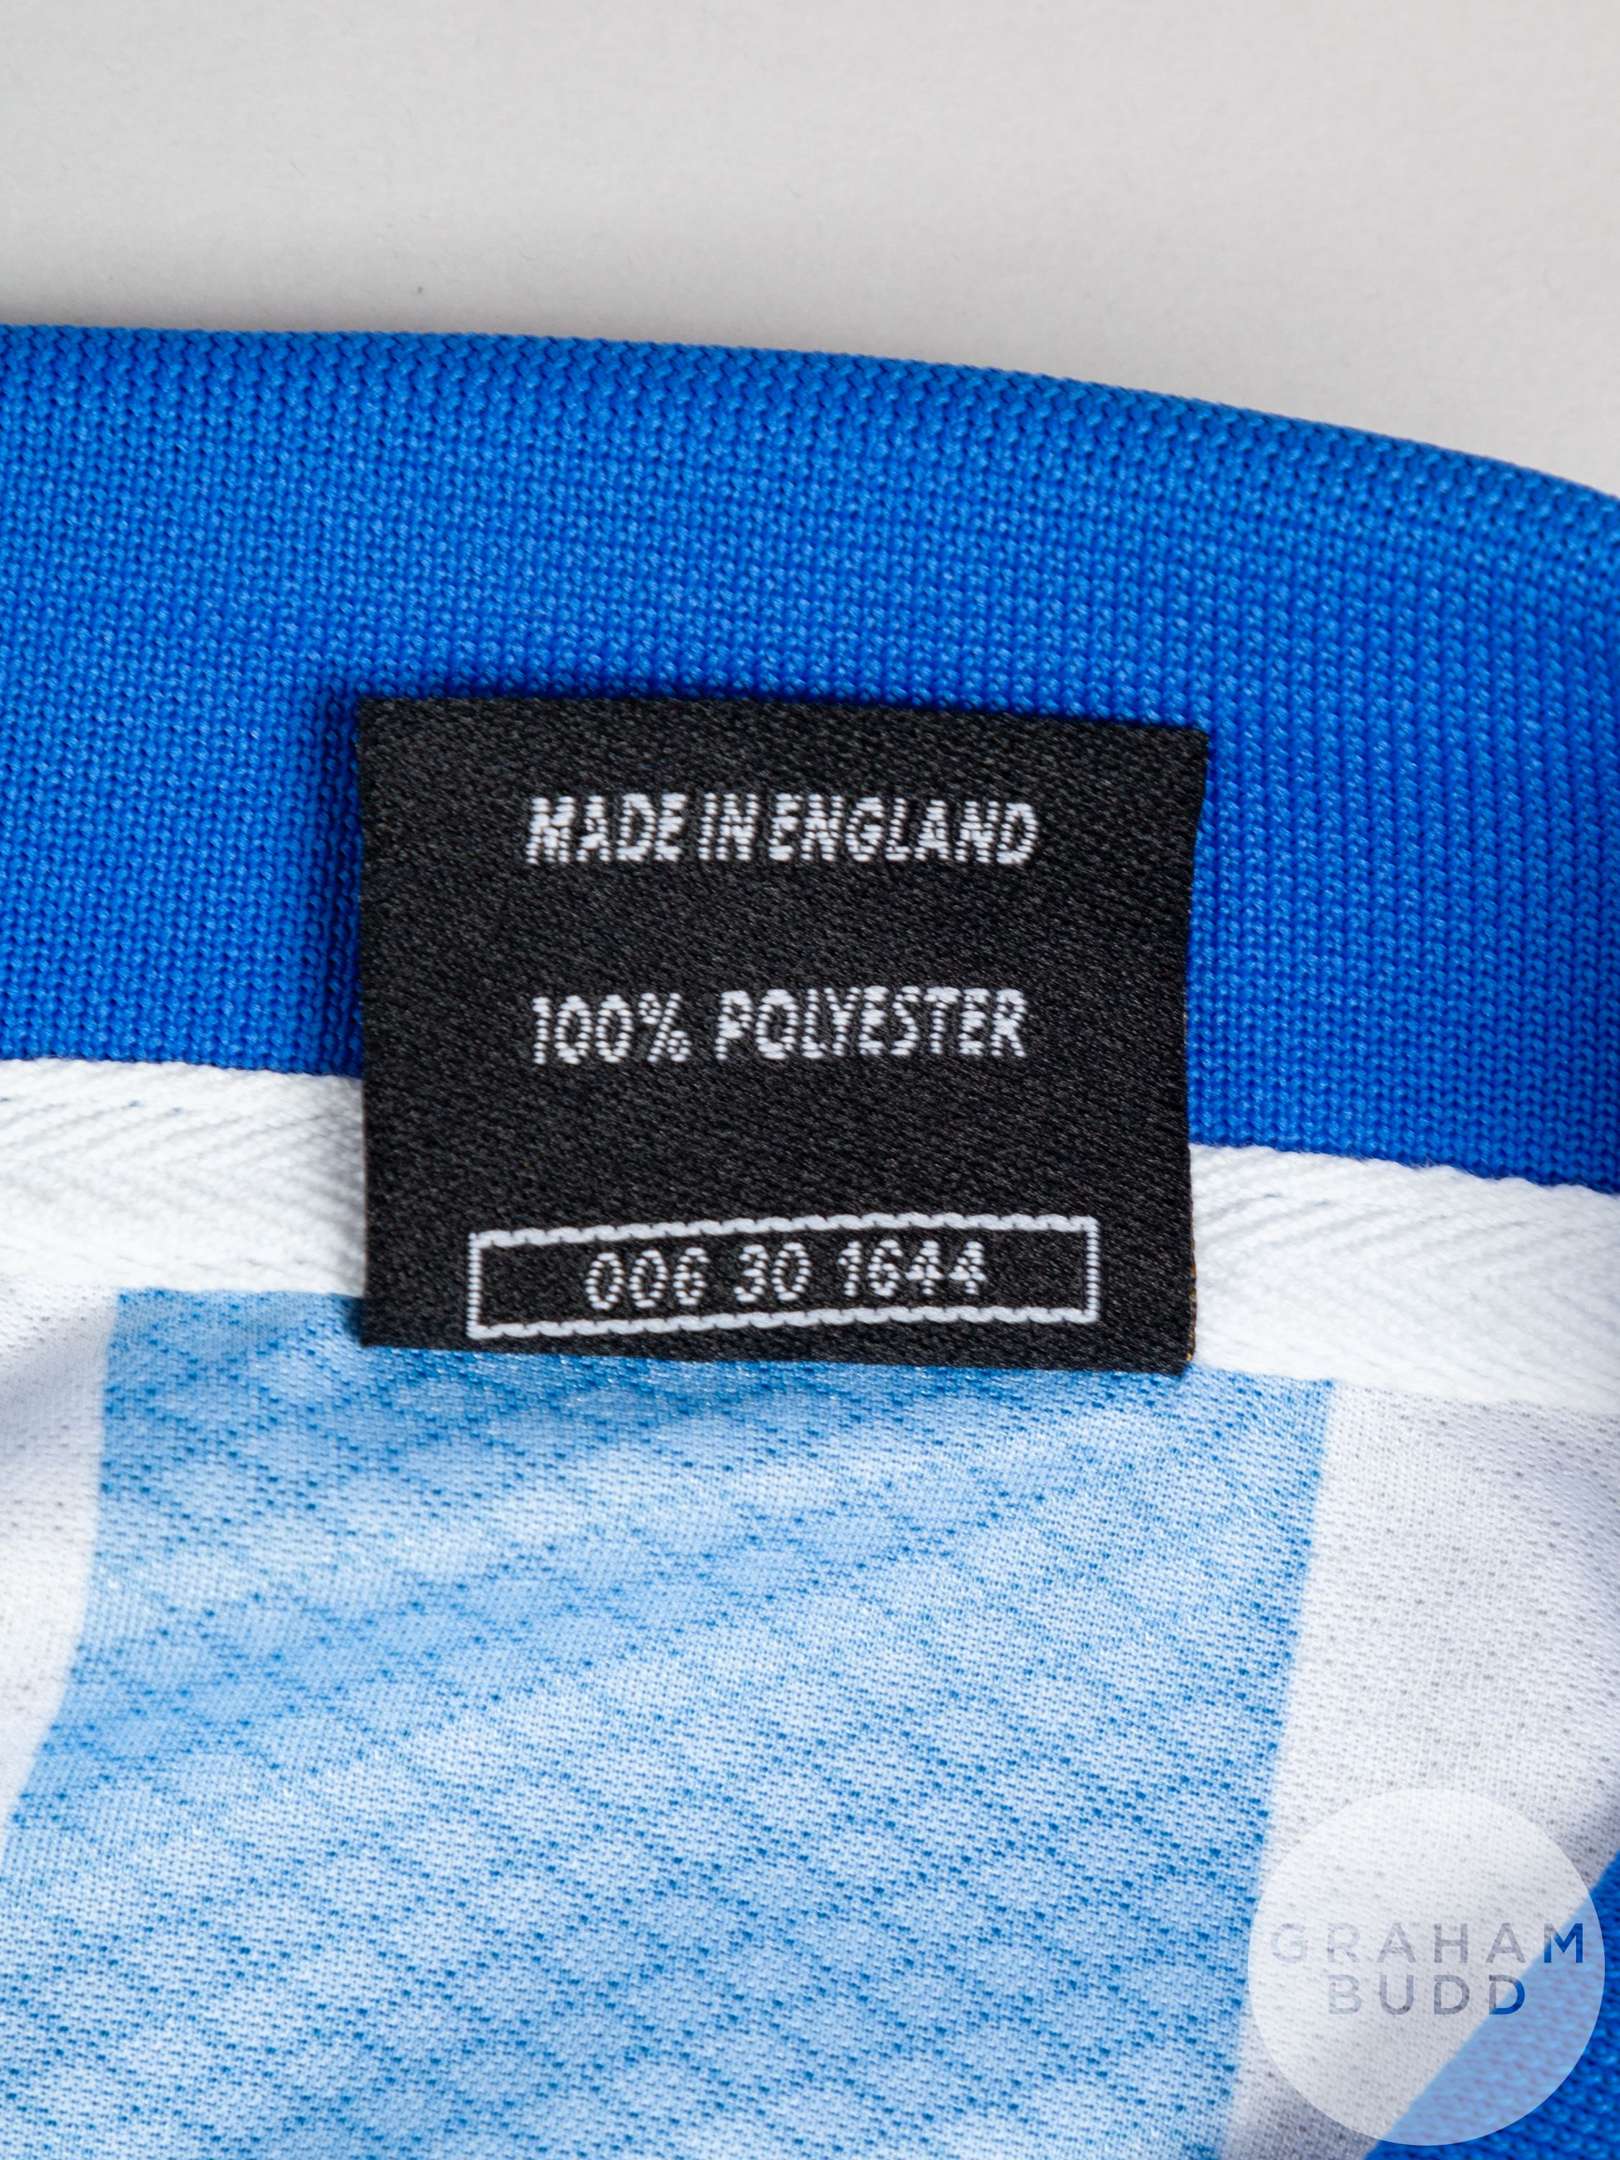 MADE IN ENGLAND
100% POLYESTER
006 30 1644
GRAHAM
BUDD